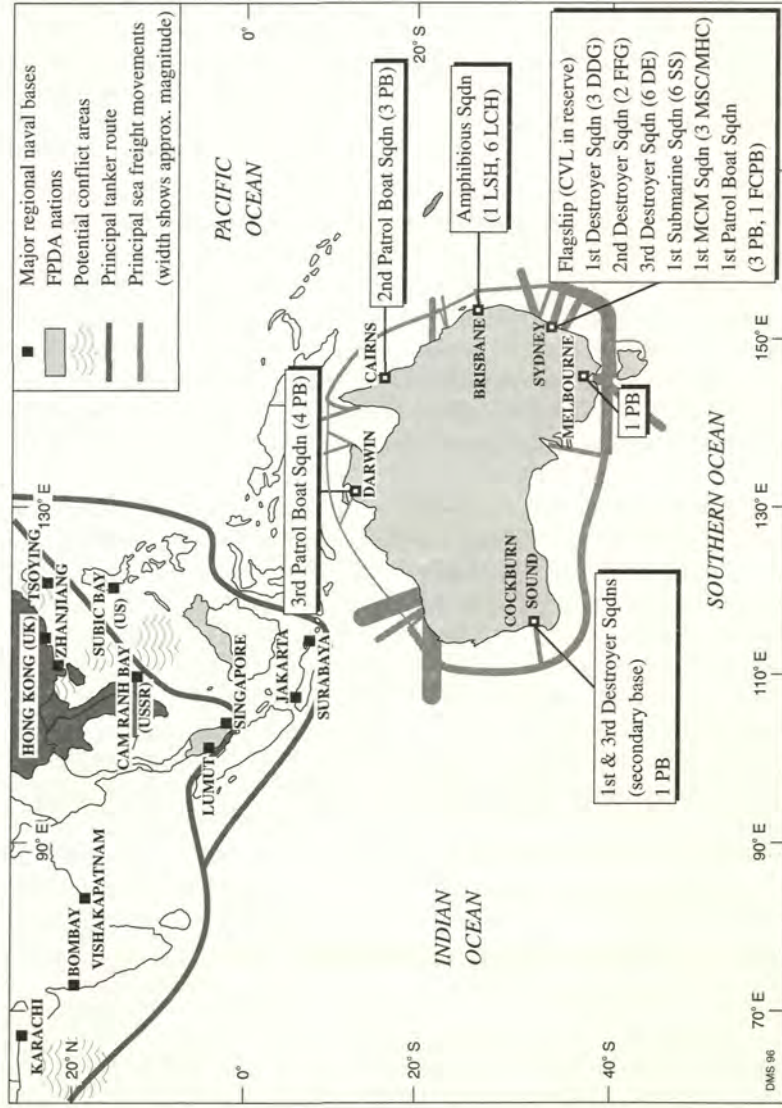 Major regional naval bases
FPDA nations
Potential conflict areas
Principal tanker route
Principal sea freight movements
(width shows approx. magnitude)
70° E
90° E
110° E
130° E
150° E
20° N
0°
20° S
40° S
0°
20° S
40° S
90° E
130° E
KARACHI
BOMBAY
VISHAKAPATNAM
HONG KONG (UK)
TSOYING
ZHANJIANG
SUBIC BAY
(US)
CAM RANH BAY
(USSR)
LUMUT
SINGAPORE
JAKARTA
SURABAYA
PACIFIC
OCEAN
INDIAN
OCEAN
SOUTHERN OCEAN
DARWIN
CAIRNS
BRISBANE
SYDNEY
MELBOURNE
COCKBURN
SOUND
3rd Patrol Boat Sqdn (4 PB)
2nd Patrol Boat Sqdn (3 PB)
Amphibious Sqdn
(1 LSH, 6 LCH)
Flagship (CVL in reserve)
1st Destroyer Sqdn (3 DDG)
2nd Destroyer Sqdn (2 FFG)
3rd Destroyer Sqdn (6 DE)
1st Submarine Sqdn (6 SS)
1st MCM Sqdn (3 MSC/MHC)
1st Patrol Boat Sqdn
(3 PB, 1 FCPB)
1 PB
1st & 3rd Destroyer Sqdns
(secondary base)
1 PB
DMS 96